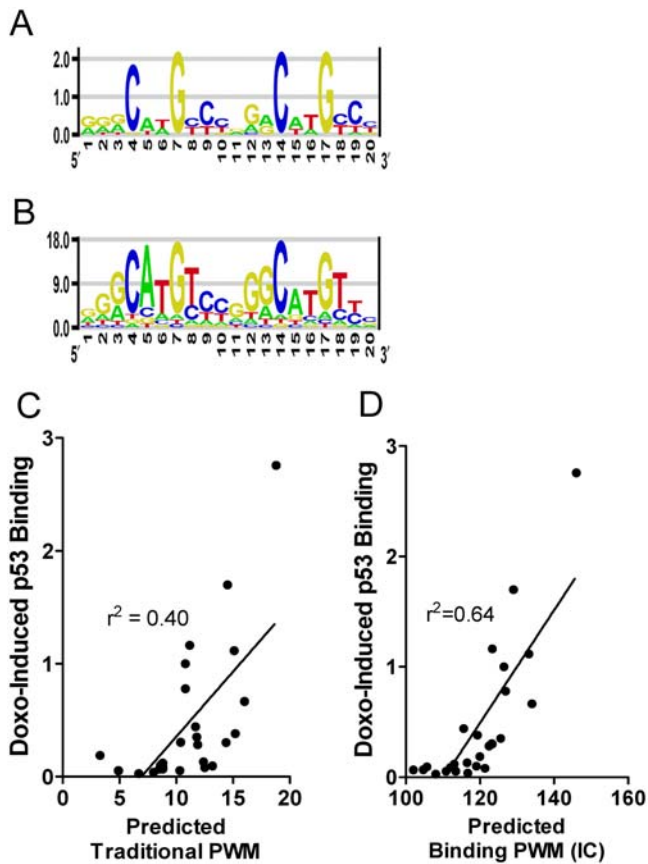 A
2.0
1.0
0.0
GGGCATGCCC GACATGCCC
5' 1 2 3 4 5 6 7 8 9 10 11 12 13 14 15 16 17 18 19 20 3'
B
18.0
9.0
0.0
GGGCATGTCCGGGCATGTTC
5' 1 2 3 4 5 6 7 8 9 10 11 12 13 14 15 16 17 18 19 20 3'
C
Doxo-Induced p53 Binding
3
2
1
0
r² = 0.40
0 5 10 15 20
Predicted
Traditional PWM
D
Doxo-Induced p53 Binding
3
2
1
0
r²=0.64
100 120 140 160
Predicted
Binding PWM (IC)